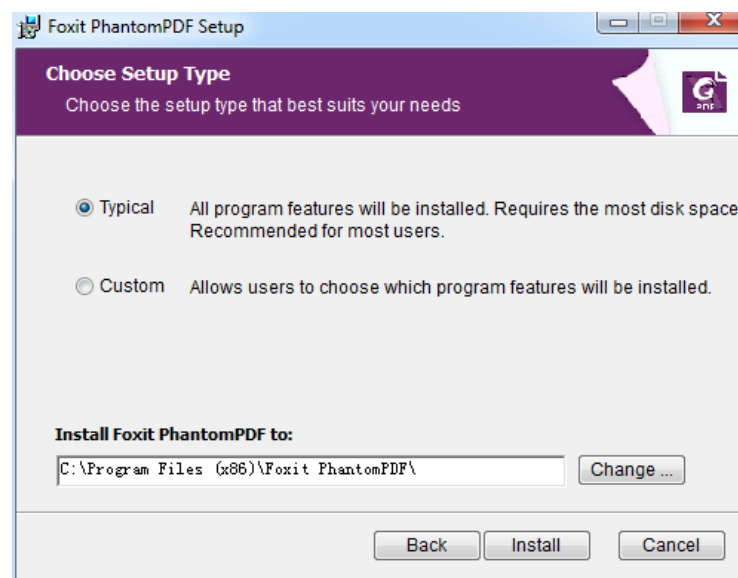 Foxit PhantomPDF Setup
Choose Setup Type
Choose the setup type that best suits your needs
G
PDF
Typical
All program features will be installed. Requires the most disk space
Recommended for most users.
Custom
Allows users to choose which program features will be installed.
Install Foxit PhantomPDF to:
C:\Program Files (x86)\Foxit PhantomPDF\
Change ...
Back
Install
Cancel